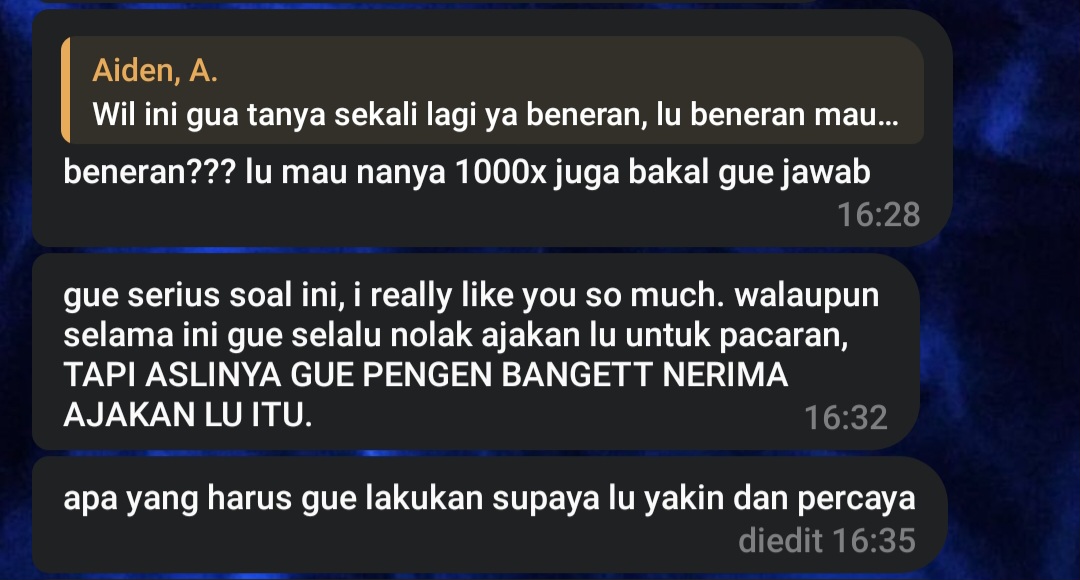 Aiden, A.
Wil ini gua tanya sekali lagi ya beneran, lu beneran mau...
beneran??? lu mau nanya 1000x juga bakal gue jawab
16:28
gue serius soal ini, i really like you so much. walaupun
selama ini gue selalu nolak ajakan lu untuk pacaran,
TAPI ASLINYA GUE PENGEN BANGETT NERIMA
AJAKAN LU ITU.
16:32
apa yang harus gue lakukan supaya lu yakin dan percaya
diedit 16:35